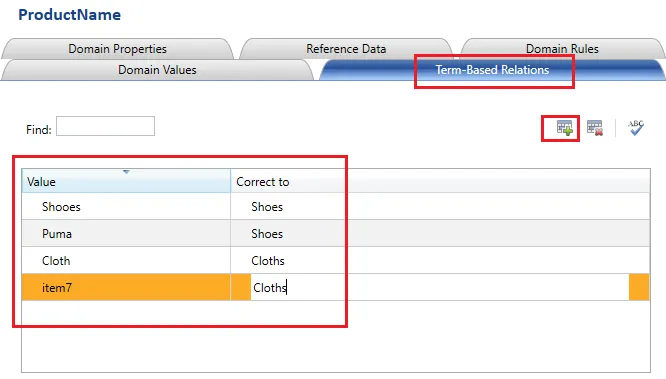 ProductName
Domain Properties Reference Data Domain Rules
Domain Values Term-Based Relations
Find: ABC
Value Correct to
Shooes Shoes
Puma Shoes
Cloth Cloths
item7 Cloths